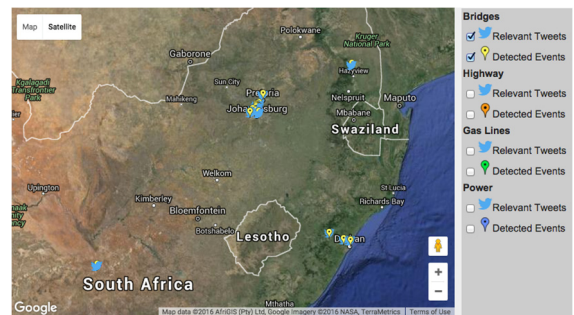 Map Satellite
Polokwane
Kruger
National Park
Gaborone
Hazyview
Kgalagadi
Transfrontier
Park
Sun City
Pretoria
Mahikeng
Nelspruit
Maputo
Johannesburg
Mbabane
Swaziland
Welkom
Upington
St Lucia
Kimberley
Richards Bay
Bloemfontein
Botshabelo
Lesotho
Durban
South Africa
Mthatha
Google
Map data ©2016 AfriGIS (Pty) Ltd, Google Imagery ©2016 NASA, TerraMetrics
Terms of Use
Bridges
Relevant Tweets
Detected Events
Highway
Relevant Tweets
Detected Events
Gas Lines
Relevant Tweets
Detected Events
Power
Relevant Tweets
Detected Events